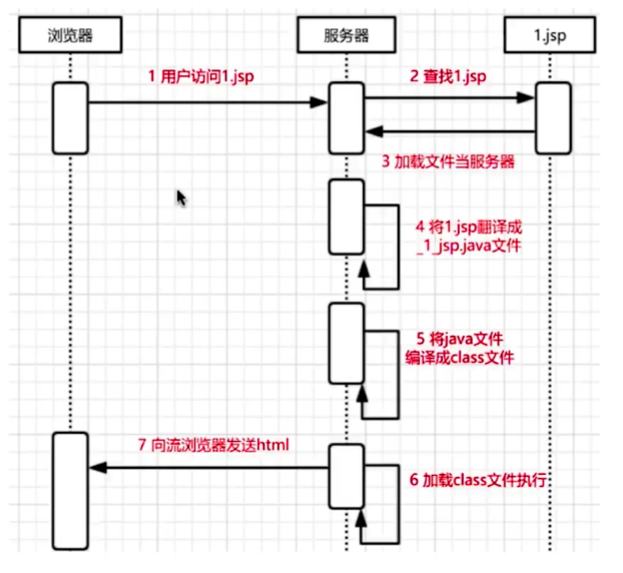 浏览器
服务器
1.jsp
1 用户访问1.jsp
2 查找1.jsp
3 加载文件当服务器
4 将1.jsp翻译成
_1_jsp.java文件
5 将java文件
编译成class文件
7 向流浏览器发送html
6 加载class文件执行